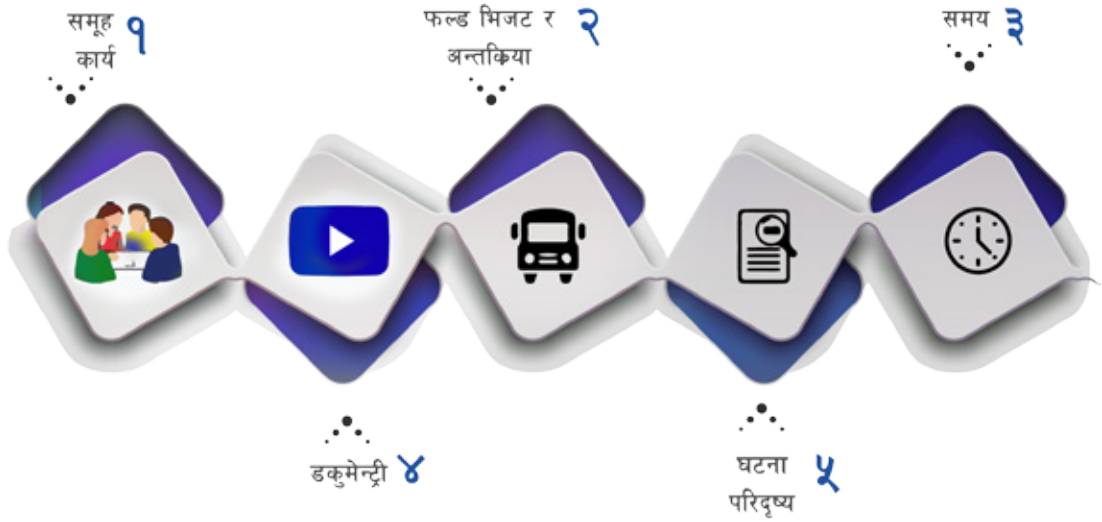 समूह
कार्य १
फल्ड भिजट र
अन्तक्रिया २
समय ३
डकुमेन्ट्री ४
घटना
परिदृष्य ५